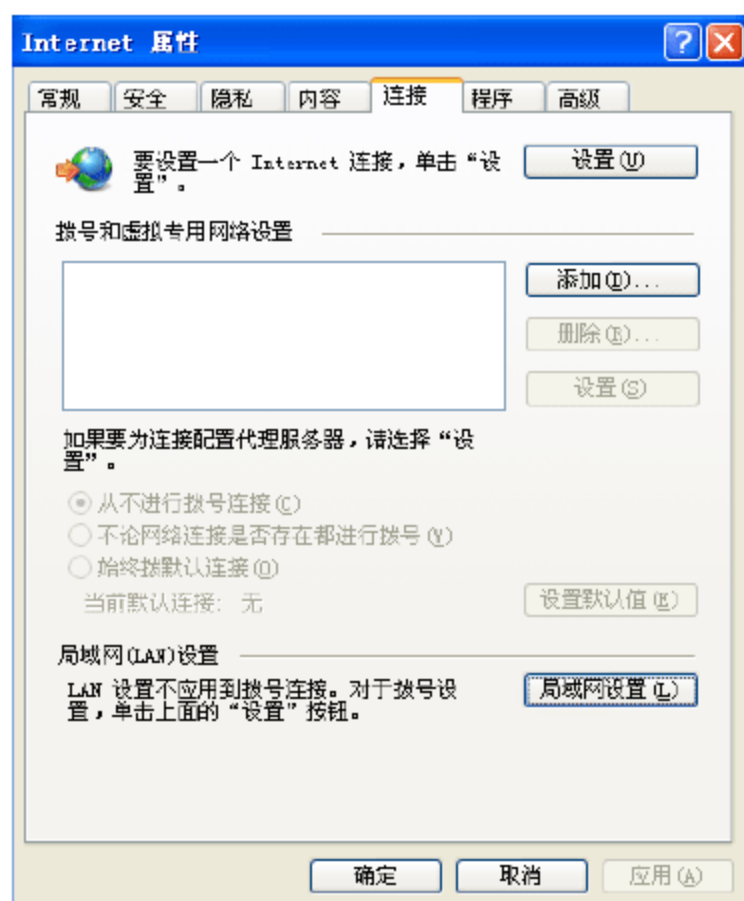 Internet 属性
常规 安全 隐私 内容 连接 程序 高级
要设置一个 Internet 连接，单击“设 设置(U)
置”。
拨号和虚拟专用网络设置
添加(D)...
删除(R)...
设置(S)
如果要为连接配置代理服务器，请选择“设
置”。
从不进行拨号连接(C)
不论网络连接是否存在都进行拨号(V)
始终拨默认连接(O)
当前默认连接： 无 设置默认值(E)
局域网(LAN)设置
LAN 设置不应用到拨号连接。对于拨号设 局域网设置(L)
置，单击上面的“设置”按钮。
确定 取消 应用(A)